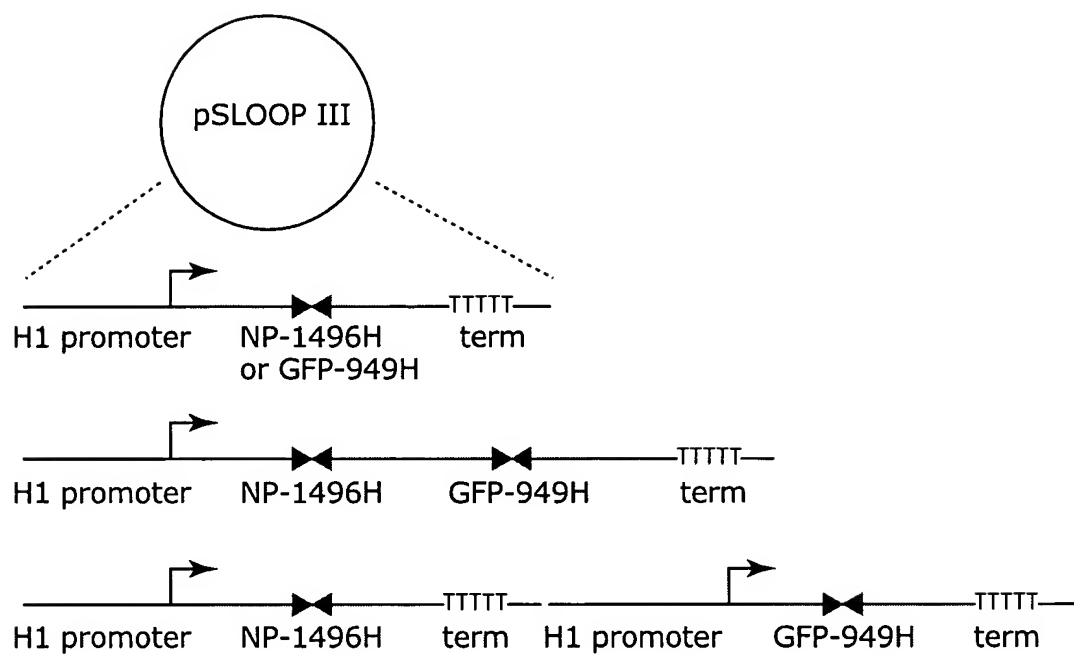 pSLOOP III
TTTTT
H1 promoter NP-1496H term
or GFP-949H
TTTTT
H1 promoter NP-1496H GFP-949H term
TTTTT TTTTT
H1 promoter NP-1496H term H1 promoter GFP-949H term